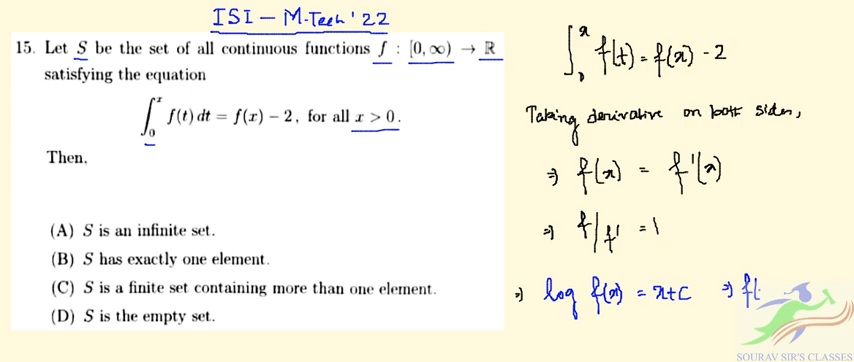 ISI - M.Tech '22
15. Let S be the set of all continuous functions f : [0, ∞) → ℝ
satisfying the equation
∫₀ˣ f(t) dt = f(x) − 2, for all x > 0.
Then,
(A) S is an infinite set.
(B) S has exactly one element.
(C) S is a finite set containing more than one element.
(D) S is the empty set.
∫₀ˣ f(t) = f(x) - 2
Taking derivative on both sides,
⇒ f(x) = f'(x)
⇒ f/f' = 1
⇒ log f(x) = x+c ⇒ f(
SOURAV SIR'S CLASSES